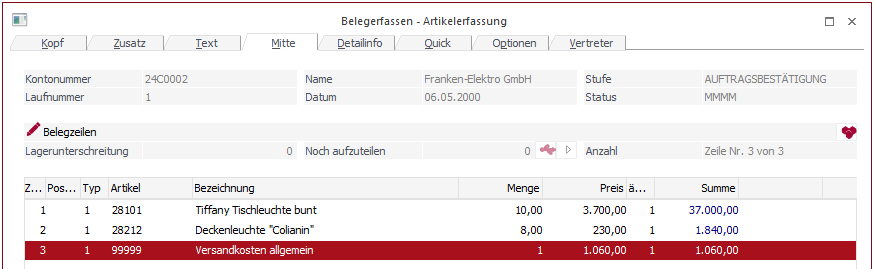 Belegerfassen - Artikelerfassung
Kopf Zusatz Text Mitte Detailinfo Quick Optionen Vertreter
Kontonummer 24C0002 Name Franken-Elektro GmbH Stufe AUFTRAGSBESTÄTIGUNG
Laufnummer 1 Datum 06.05.2000 Status MMMM
Belegzeilen
Lagerunterschreitung 0 Noch aufzuteilen 0 Anzahl Zeile Nr. 3 von 3
Z... Pos... Typ Artikel Bezeichnung Menge Preis ä... Summe
1 1 28101 Tiffany Tischleuchte bunt 10,00 3.700,00 1 37.000,00
2 1 28212 Deckenleuchte "Colianin" 8,00 230,00 1 1.840,00
3 1 99999 Versandkosten allgemein 1 1.060,00 1 1.060,00